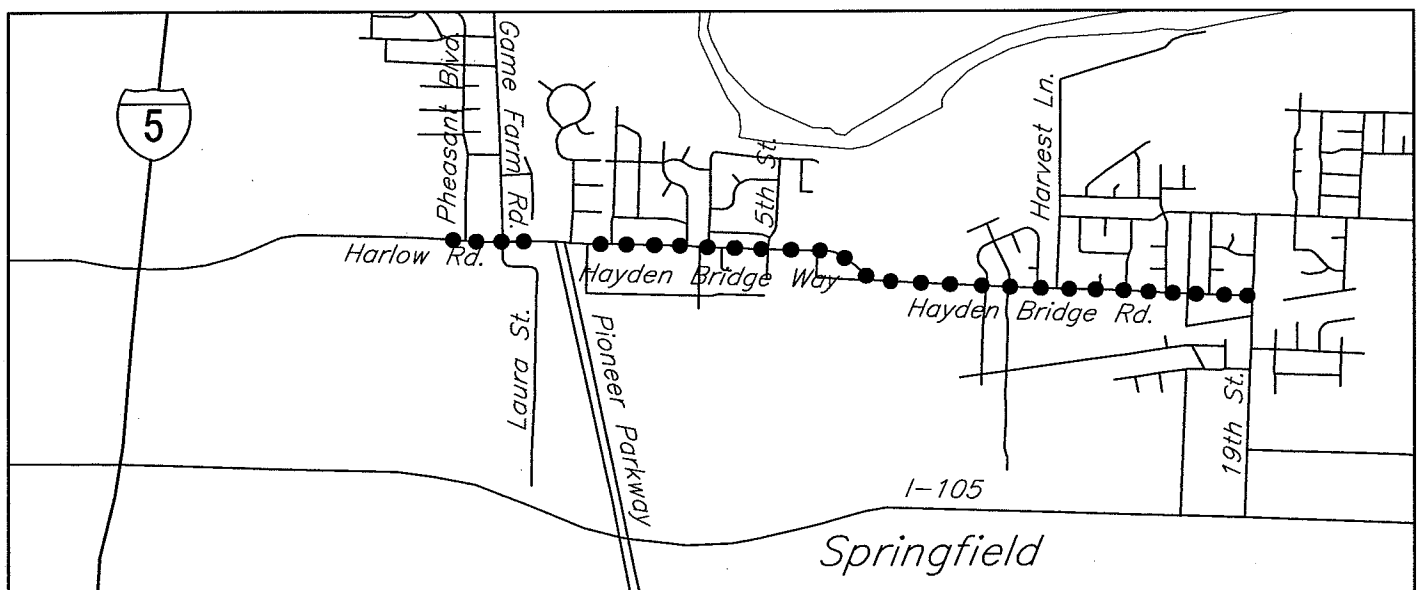 5
Pheasant Blvd.
Game Farm Rd.
Harlow Rd.
5th St.
Hayden Bridge Way
Harvest Ln.
Hayden Bridge Rd.
Laura St.
Pioneer Parkway
19th St.
I-105
Springfield